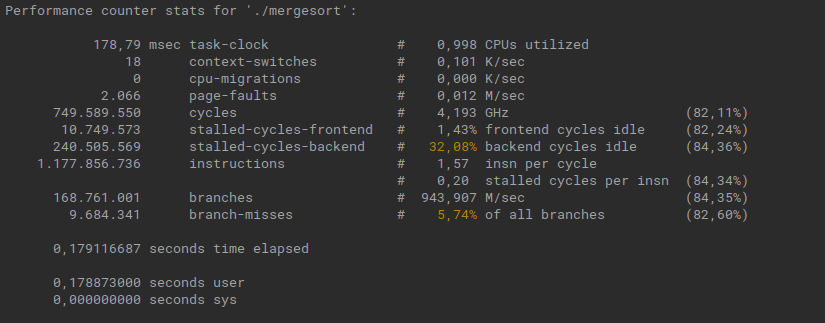 Performance counter stats for './mergesort':
178,79 msec task-clock # 0,998 CPUs utilized
18 context-switches # 0,101 K/sec
0 cpu-migrations # 0,000 K/sec
2.066 page-faults # 0,012 M/sec
749.589.550 cycles # 4,193 GHz (82,11%)
10.749.573 stalled-cycles-frontend # 1,43% frontend cycles idle (82,24%)
240.505.569 stalled-cycles-backend # 32,08% backend cycles idle (84,36%)
1.177.856.736 instructions # 1,57 insn per cycle
# 0,20 stalled cycles per insn (84,34%)
168.761.001 branches # 943,907 M/sec (84,35%)
9.684.341 branch-misses # 5,74% of all branches (82,60%)
0,179116687 seconds time elapsed
0,178873000 seconds user
0,000000000 seconds sys